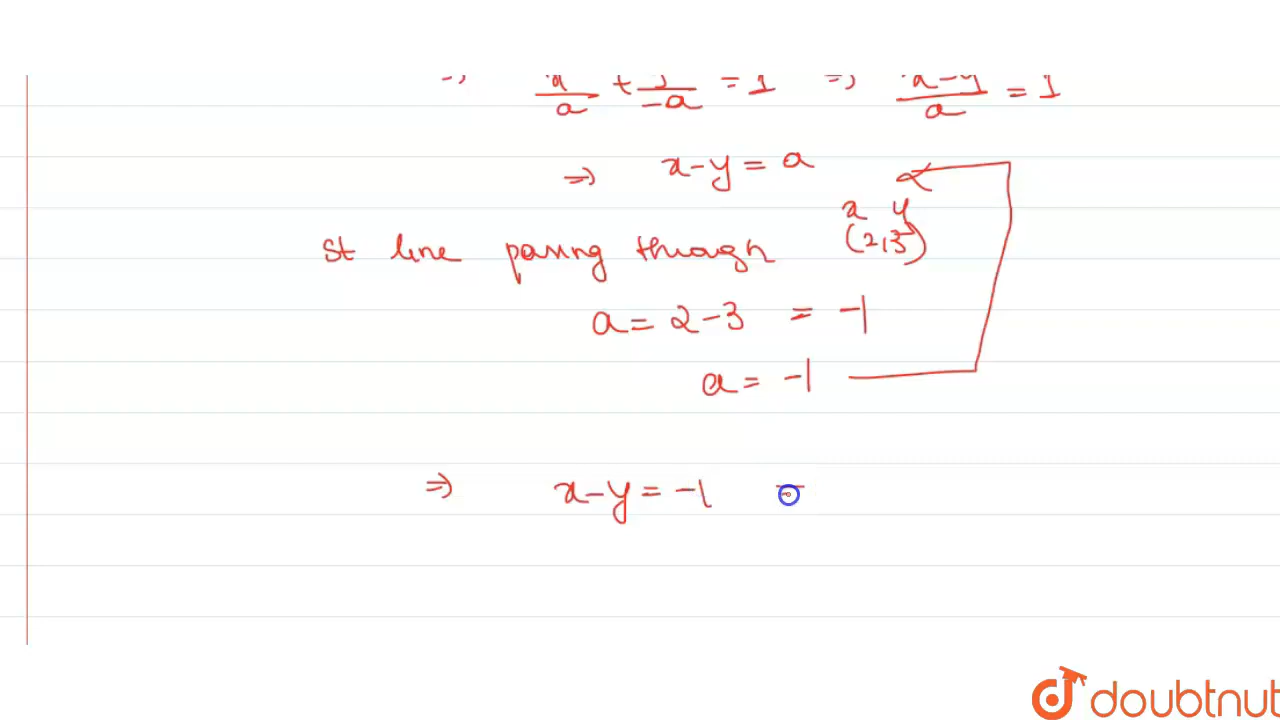 ⇒ x/a + y/-a = 1 ⇒ x-y/a = 1
⇒ x-y = a
x y
St line passing through (2,3)
a = 2-3 = -1
a = -1
⇒ x-y = -1
doubtnut